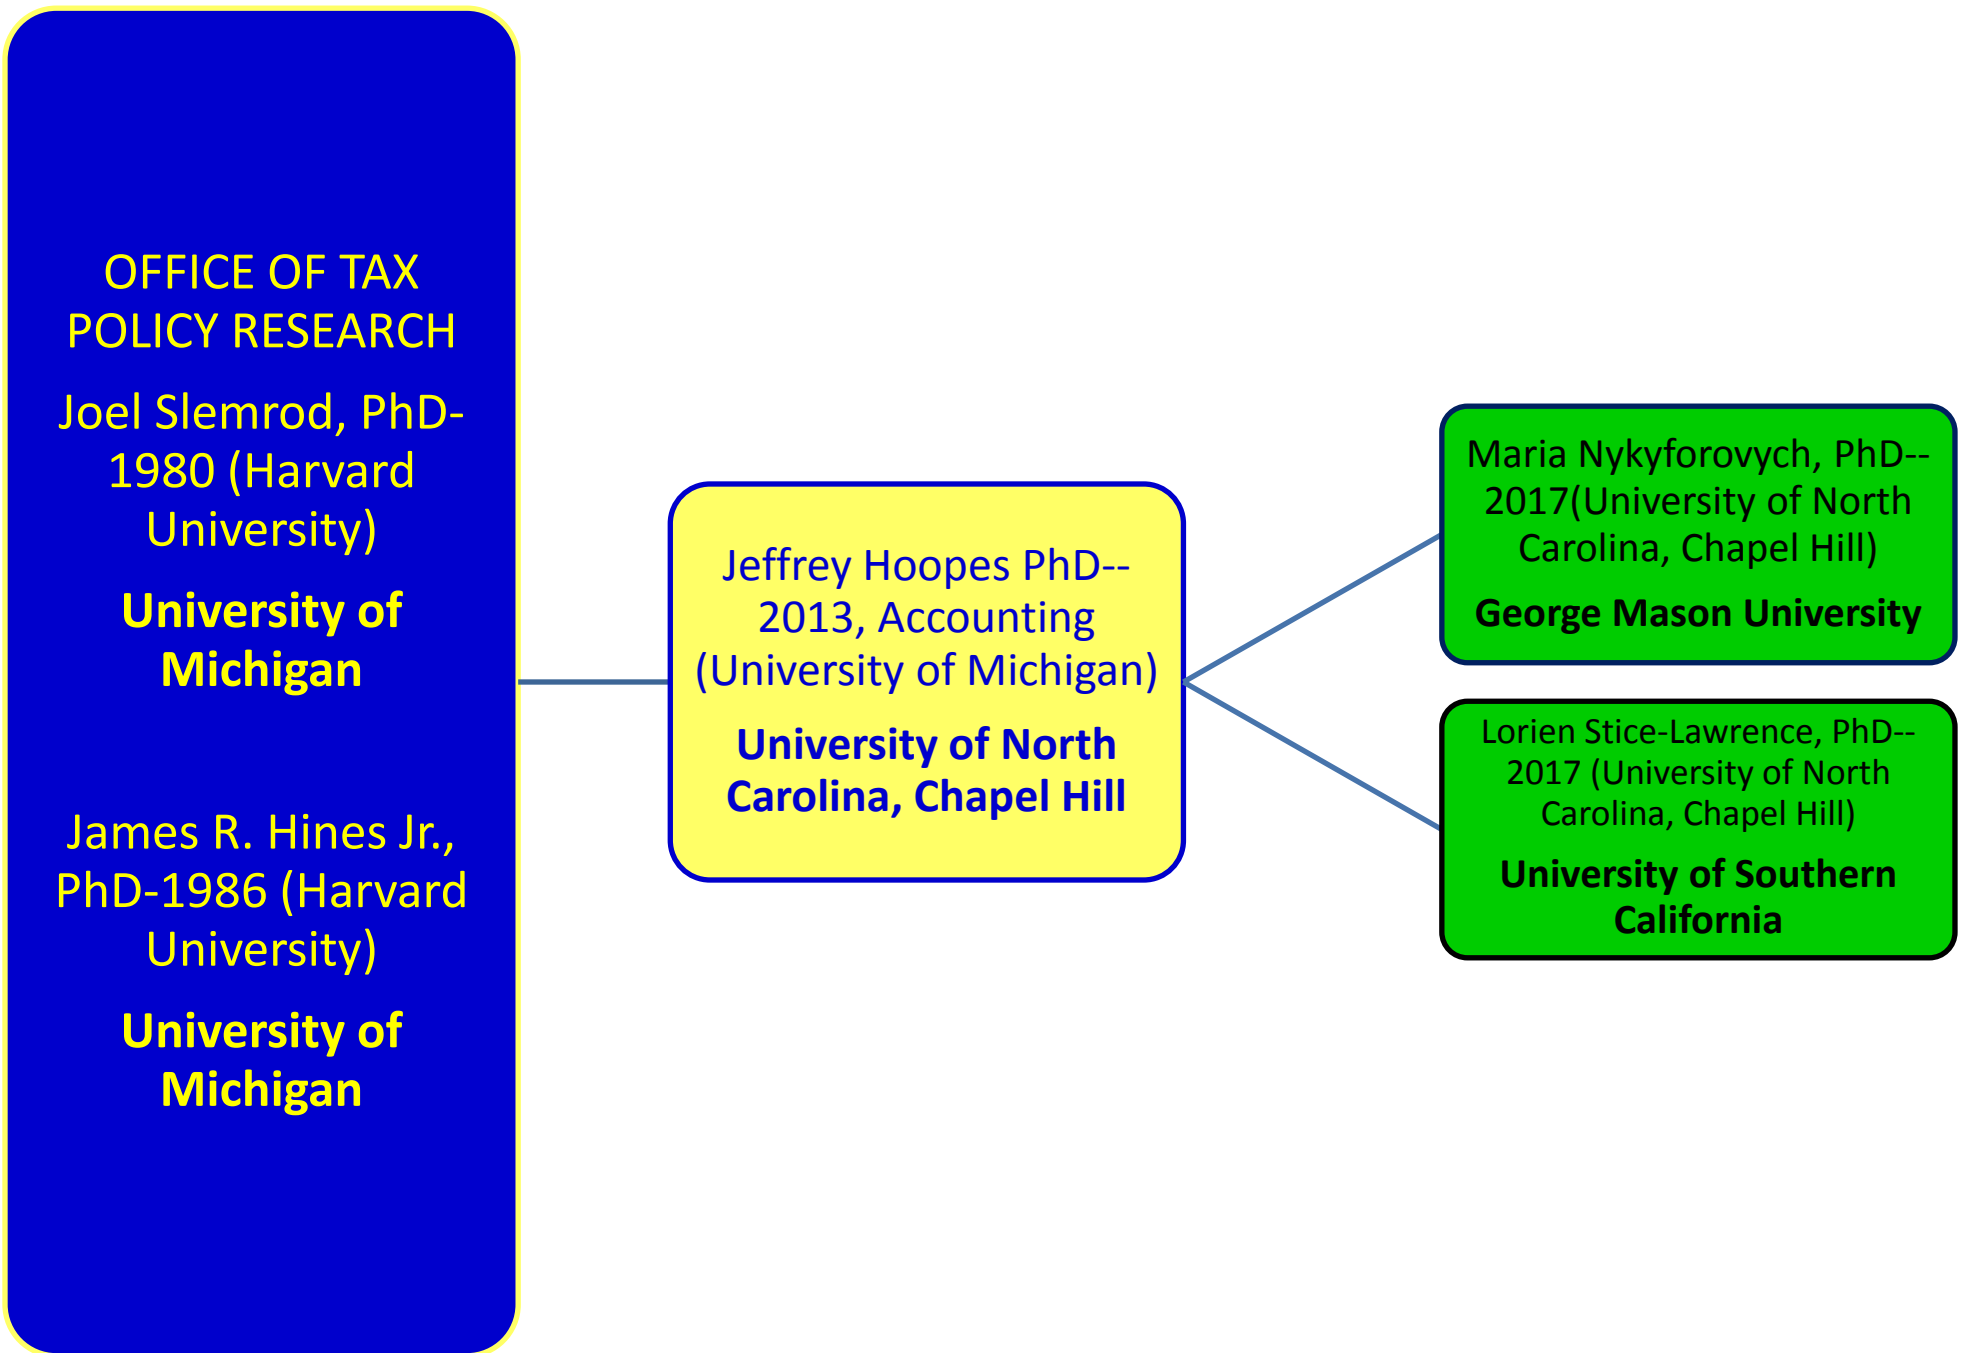 OFFICE OF TAX
POLICY RESEARCH
Joel Slemrod, PhD-
1980 (Harvard
University)
University of
Michigan
James R. Hines Jr.,
PhD-1986 (Harvard
University)
University of
Michigan
Jeffrey Hoopes PhD--
2013, Accounting
(University of Michigan)
University of North
Carolina, Chapel Hill
Maria Nykyforovych, PhD--
2017(University of North
Carolina, Chapel Hill)
George Mason University
Lorien Stice-Lawrence, PhD--
2017 (University of North
Carolina, Chapel Hill)
University of Southern
California